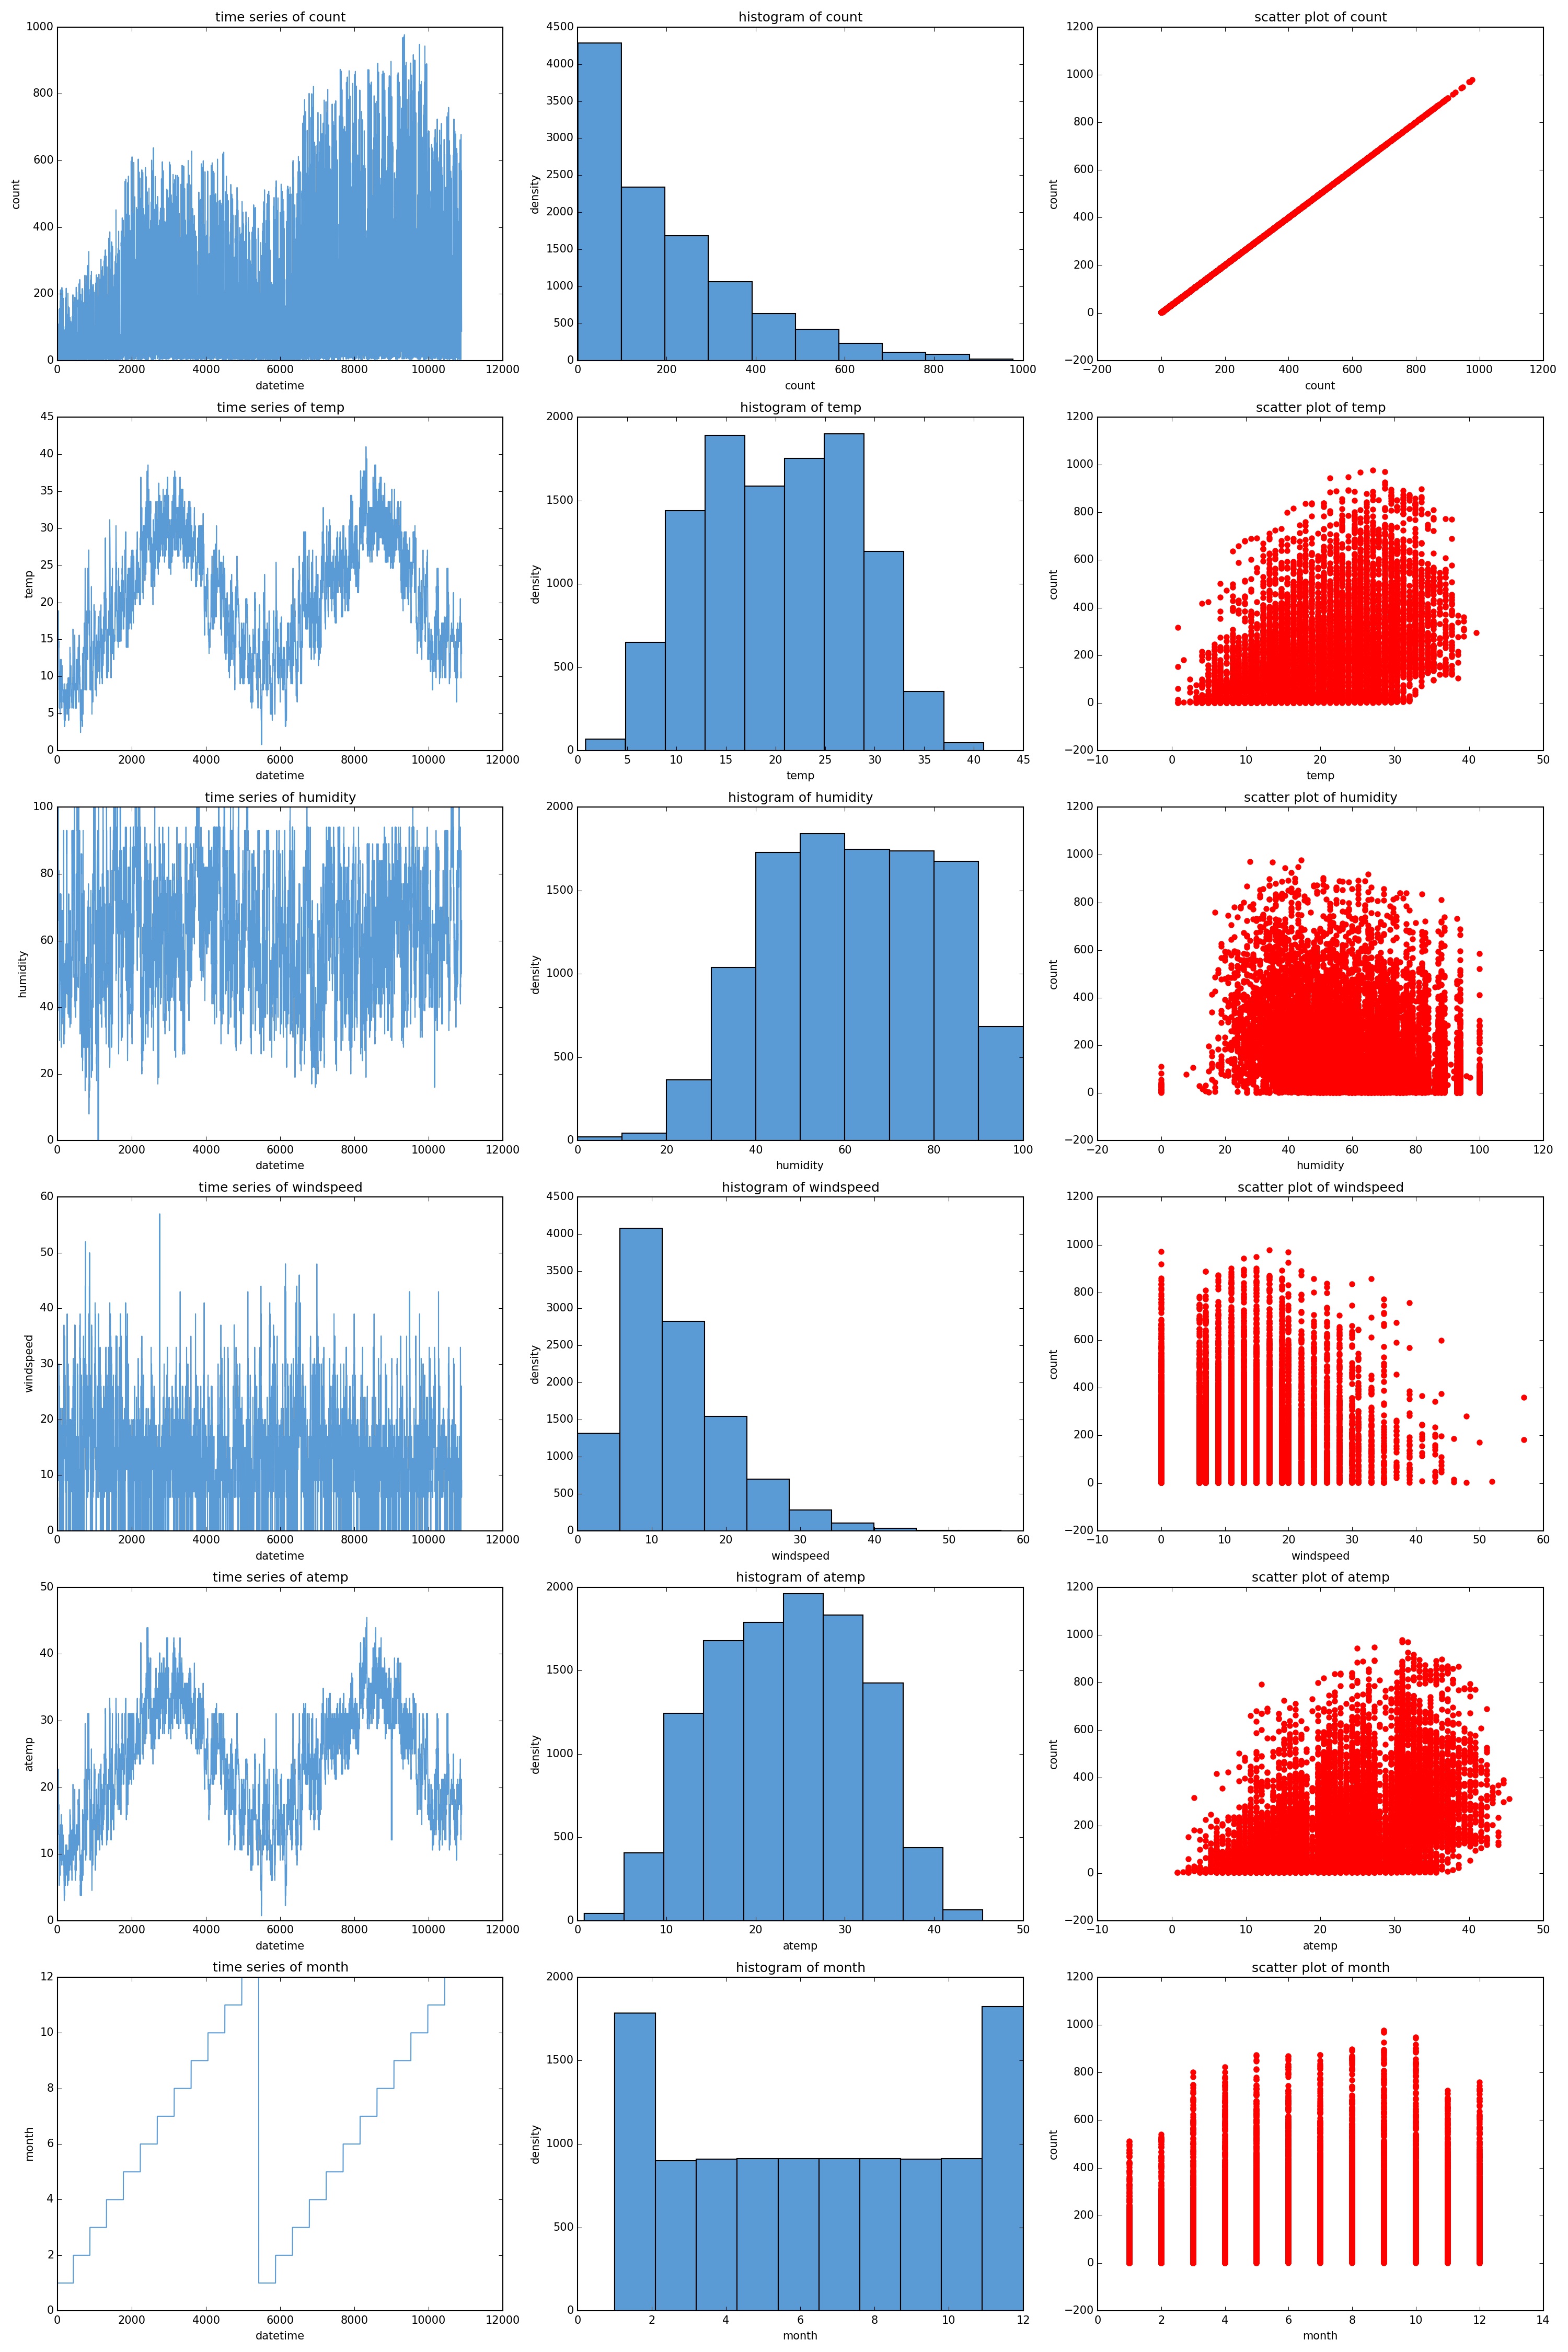 time series of count
1000
800
600
400
200
0
count
0 2000 4000 6000 8000 10000 12000
datetime
histogram of count
4500
4000
3500
3000
2500
2000
1500
1000
500
0
density
0 200 400 600 800 1000
count
scatter plot of count
1200
1000
800
600
400
200
0
−200
count
−200 0 200 400 600 800 1000 1200
count
time series of temp
45
40
35
30
25
20
15
10
5
0
temp
0 2000 4000 6000 8000 10000 12000
datetime
histogram of temp
2000
1500
1000
500
0
density
0 5 10 15 20 25 30 35 40 45
temp
scatter plot of temp
1200
1000
800
600
400
200
0
−200
count
−10 0 10 20 30 40 50
temp
time series of humidity
100
80
60
40
20
0
humidity
0 2000 4000 6000 8000 10000 12000
datetime
histogram of humidity
2000
1500
1000
500
0
density
0 20 40 60 80 100
humidity
scatter plot of humidity
1200
1000
800
600
400
200
0
−200
count
−20 0 20 40 60 80 100 120
humidity
time series of windspeed
60
50
40
30
20
10
0
windspeed
0 2000 4000 6000 8000 10000 12000
datetime
histogram of windspeed
4500
4000
3500
3000
2500
2000
1500
1000
500
0
density
0 10 20 30 40 50 60
windspeed
scatter plot of windspeed
1200
1000
800
600
400
200
0
−200
count
−10 0 10 20 30 40 50 60
windspeed
time series of atemp
50
40
30
20
10
0
atemp
0 2000 4000 6000 8000 10000 12000
datetime
histogram of atemp
2000
1500
1000
500
0
density
0 10 20 30 40 50
atemp
scatter plot of atemp
1200
1000
800
600
400
200
0
−200
count
−10 0 10 20 30 40 50
atemp
time series of month
12
10
8
6
4
2
0
month
0 2000 4000 6000 8000 10000 12000
datetime
histogram of month
2000
1500
1000
500
0
density
0 2 4 6 8 10 12
month
scatter plot of month
1200
1000
800
600
400
200
0
−200
count
0 2 4 6 8 10 12 14
month